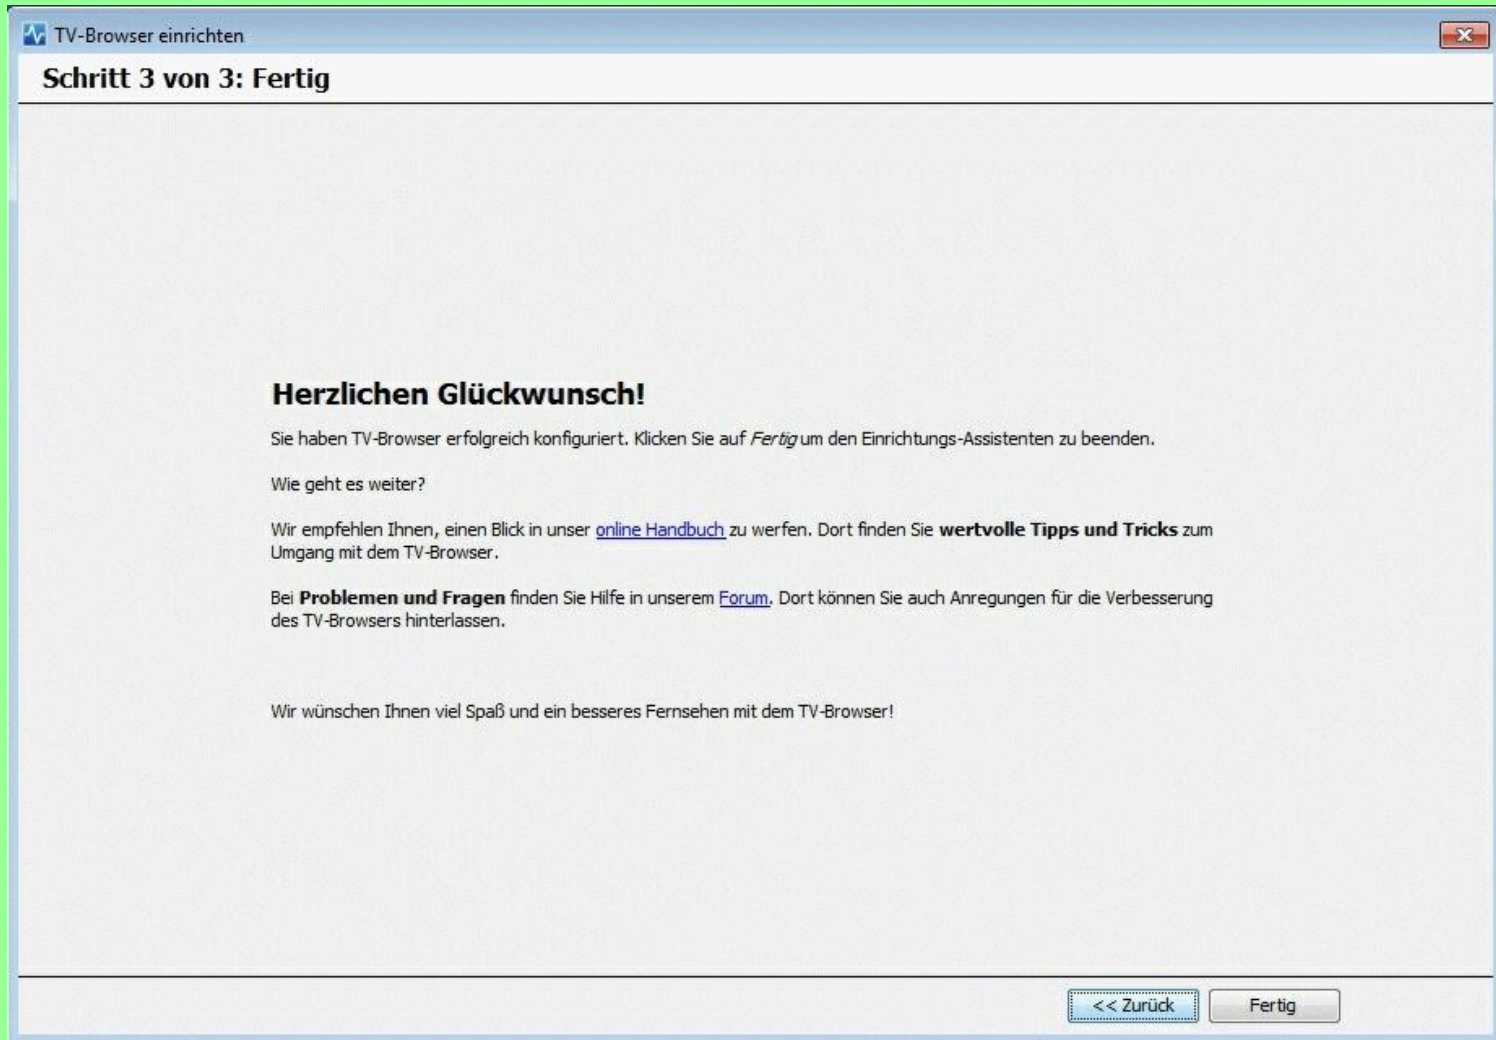 TV-Browser einrichten
Schritt 3 von 3: Fertig
Herzlichen Glückwunsch!
Sie haben TV-Browser erfolgreich konfiguriert. Klicken Sie auf Fertig um den Einrichtungs-Assistenten zu beenden.
Wie geht es weiter?
Wir empfehlen Ihnen, einen Blick in unser online Handbuch zu werfen. Dort finden Sie wertvolle Tipps und Tricks zum
Umgang mit dem TV-Browser.
Bei Problemen und Fragen finden Sie Hilfe in unserem Forum. Dort können Sie auch Anregungen für die Verbesserung
des TV-Browsers hinterlassen.
Wir wünschen Ihnen viel Spaß und ein besseres Fernsehen mit dem TV-Browser!
<< Zurück Fertig